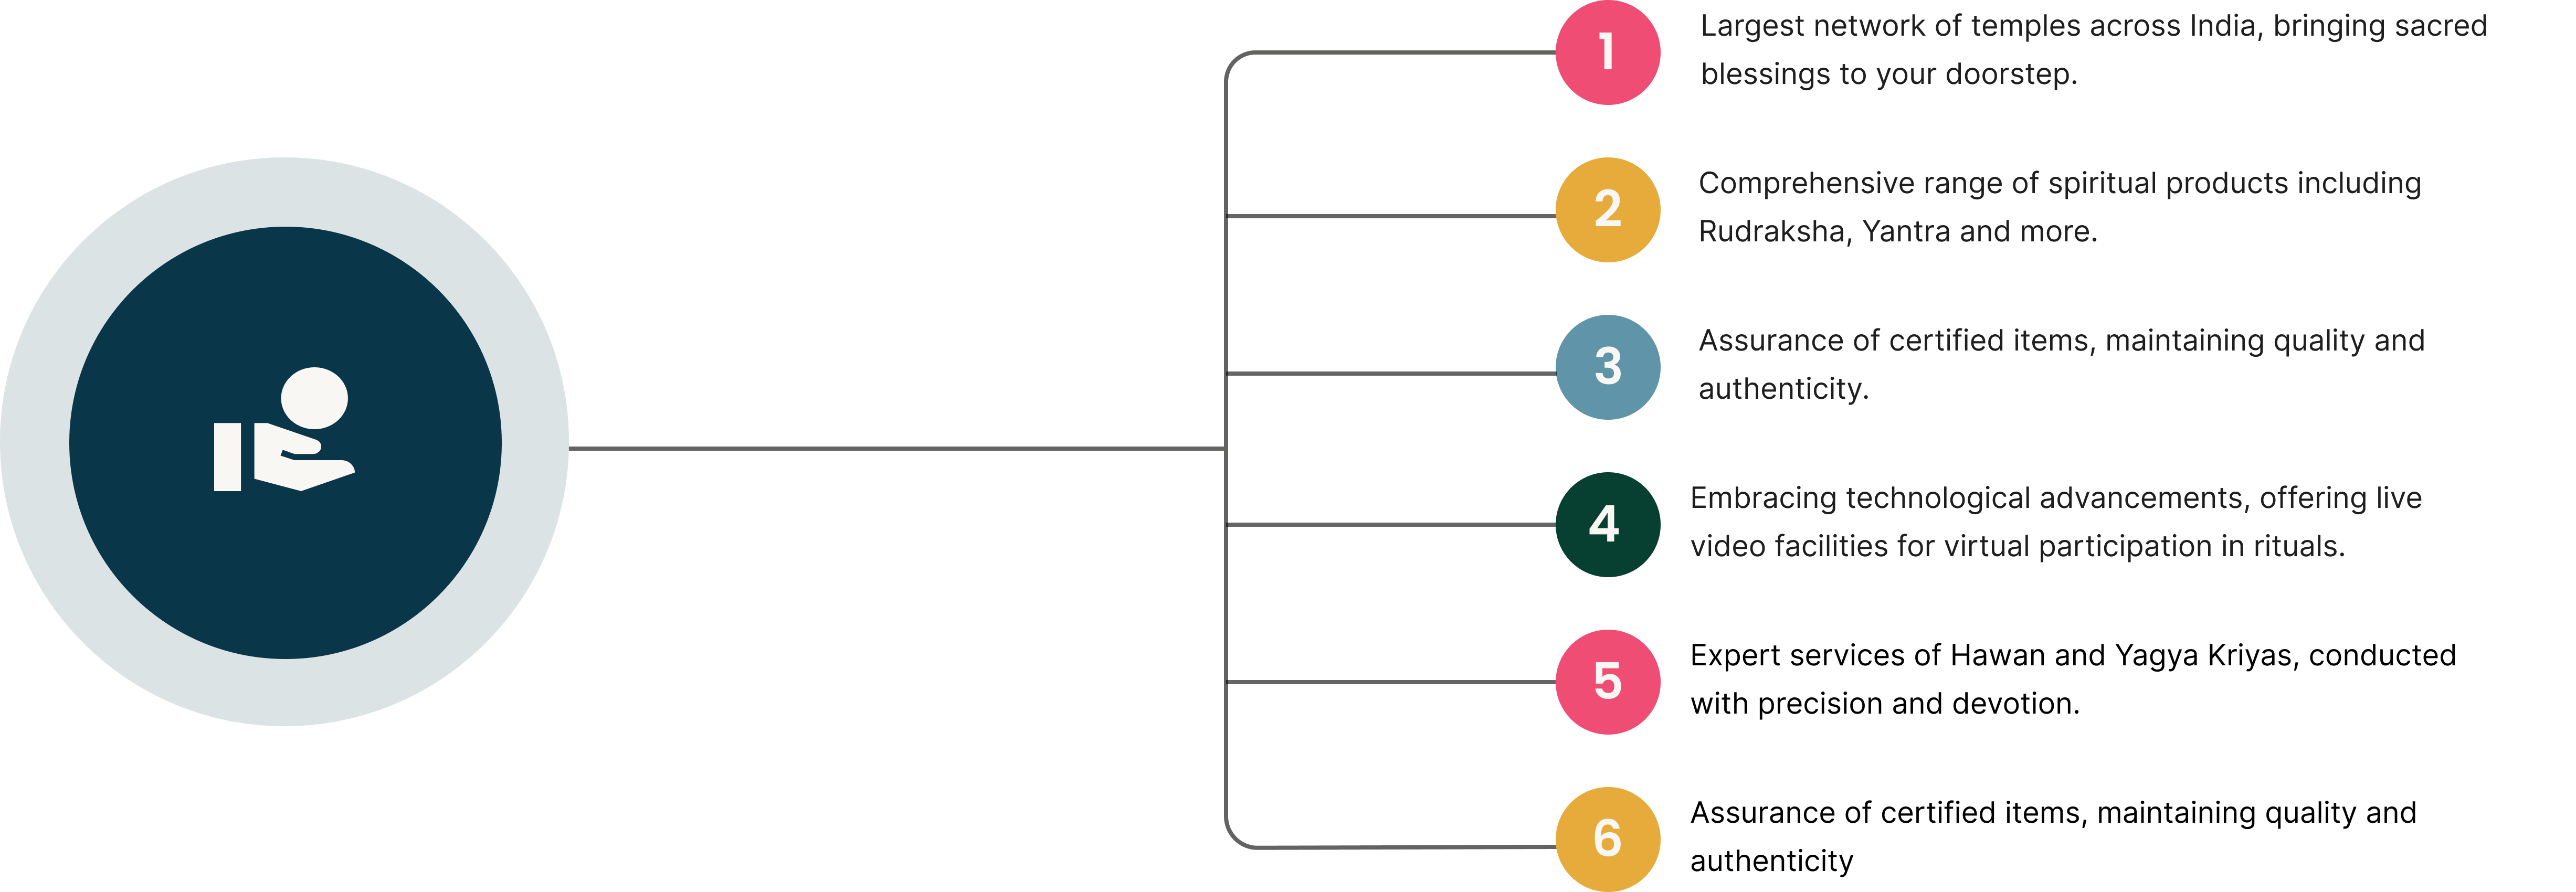 1
Largest network of temples across India, bringing sacred
blessings to your doorstep.
2
Comprehensive range of spiritual products including
Rudraksha, Yantra and more.
3
Assurance of certified items, maintaining quality and
authenticity.
4
Embracing technological advancements, offering live
video facilities for virtual participation in rituals.
5
Expert services of Hawan and Yagya Kriyas, conducted
with precision and devotion.
6
Assurance of certified items, maintaining quality and
authenticity